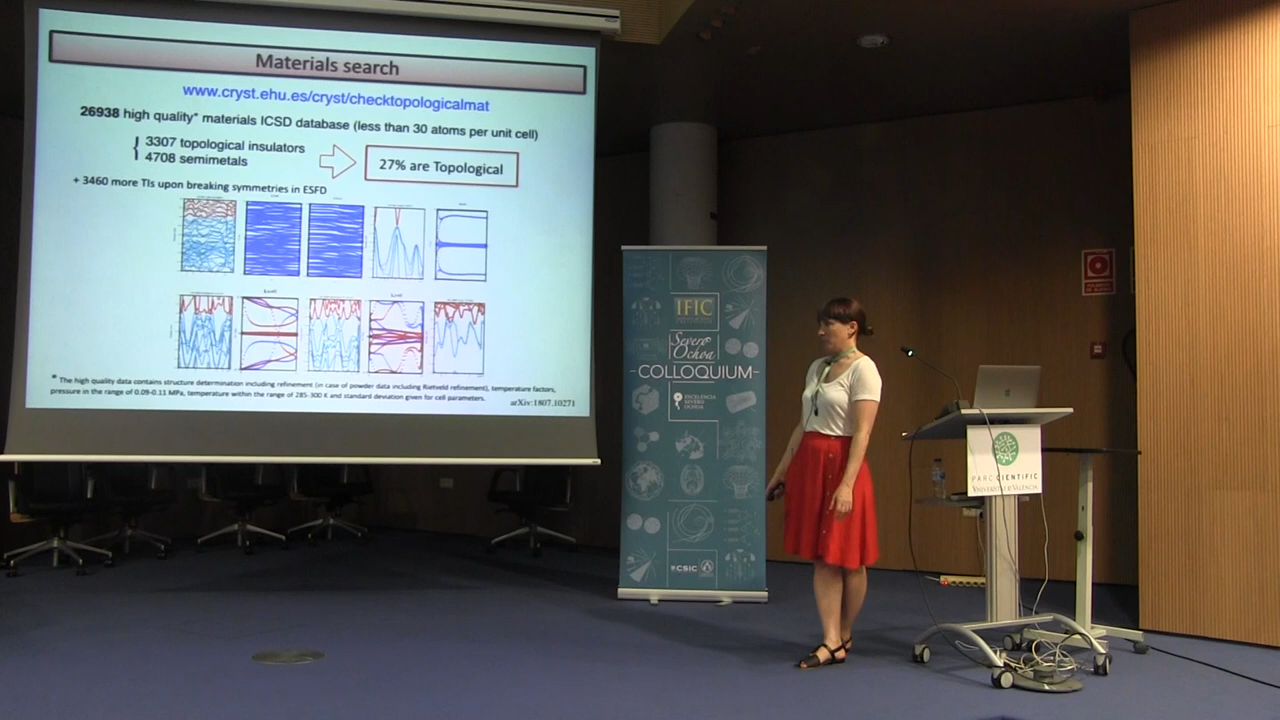 Materials search
www.cryst.ehu.es/cryst/checktopologicalmat
26938 high quality* materials ICSD database (less than 30 atoms per unit cell)
3307 topological insulators
4708 semimetals
27% are Topological
+ 3460 more TIs upon breaking symmetries in ESFD
* The high quality data contains structure determination including refinement (in case of powder data including Rietveld refinement), temperature factors,
pressure in the range of 0.09-0.11 MPa, temperature within the range of 285-300 K and standard deviation given for cell parameters.
arXiv:1807.10271
IFIC
Severo
Ochoa
-COLLOQUIUM-
EXCELENCIA
SEVERO
OCHOA
CSIC
PARC CIENTIFIC
UNIVERSITAT D VALÈNCIA